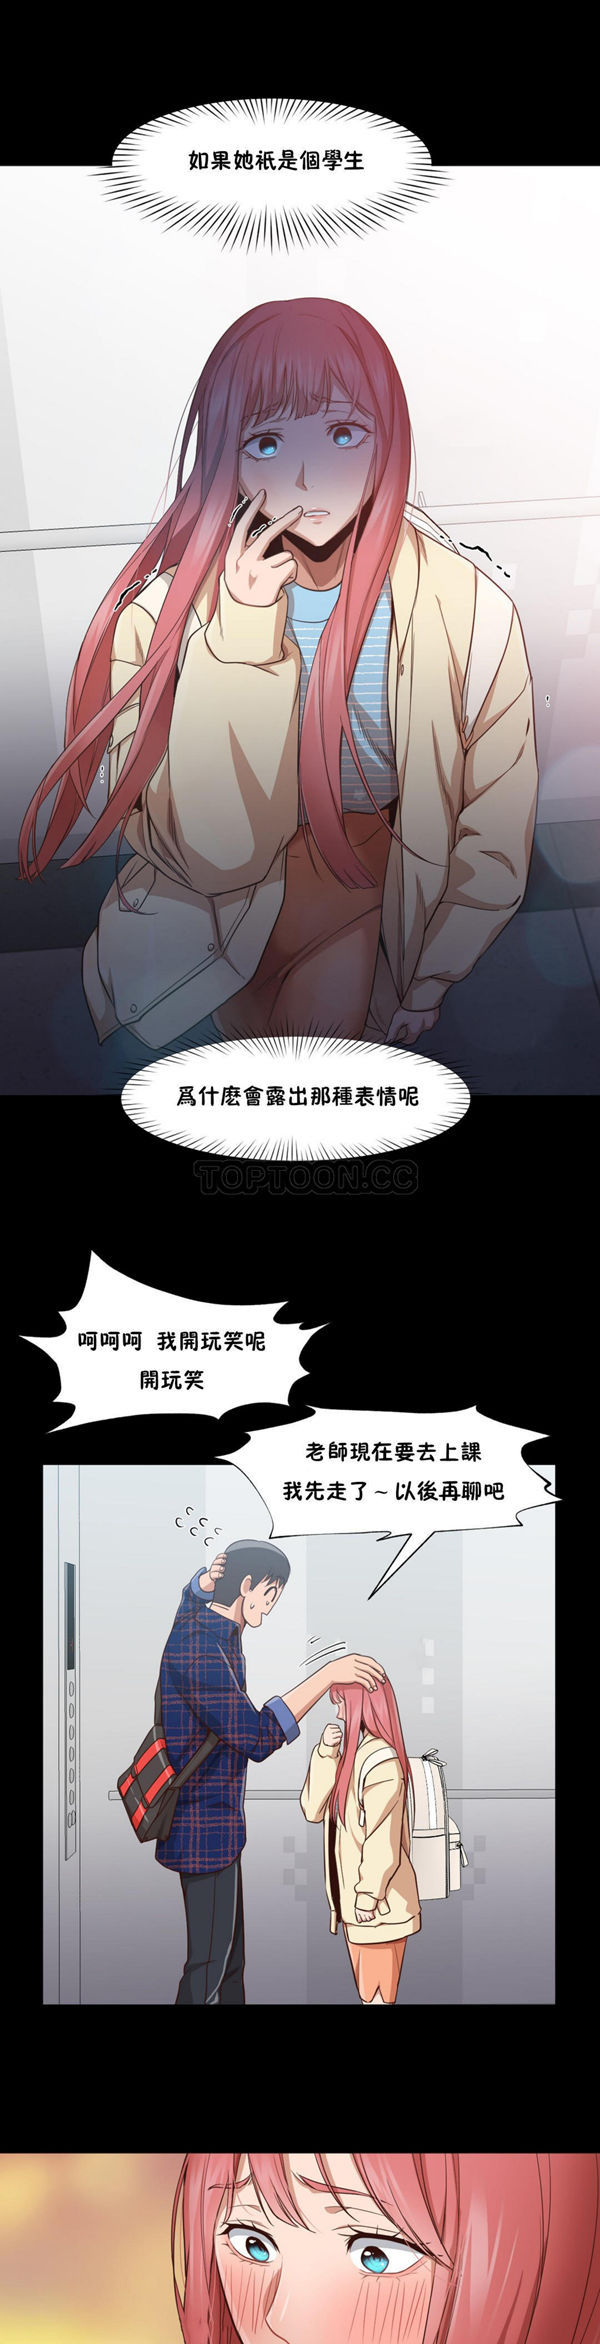 如果她衹是個學生
爲什麽會露出那種表情呢
TOPTOON.CC
呵呵呵 我開玩笑呢
開玩笑
老師現在要去上課
我先走了~以後再聊吧